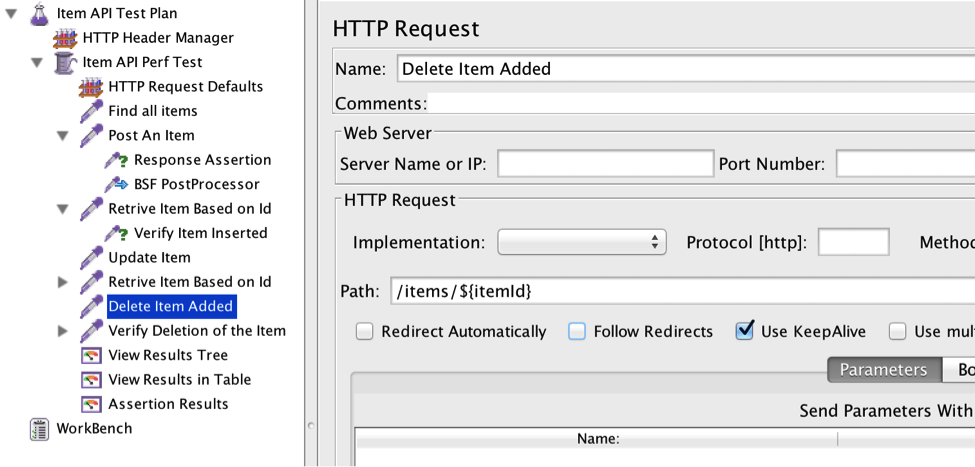 Item API Test Plan
HTTP Header Manager
Item API Perf Test
HTTP Request Defaults
Find all items
Post An Item
Response Assertion
BSF PostProcessor
Retrive Item Based on Id
Verify Item Inserted
Update Item
Retrive Item Based on Id
Delete Item Added
Verify Deletion of the Item
View Results Tree
View Results in Table
Assertion Results
WorkBench
HTTP Request
Name: Delete Item Added
Comments:
Web Server
Server Name or IP: Port Number:
HTTP Request
Implementation: Protocol [http]: Metho
Path: /items/${itemId}
Redirect Automatically Follow Redirects Use KeepAlive Use mul
Parameters Bo
Send Parameters With
Name: